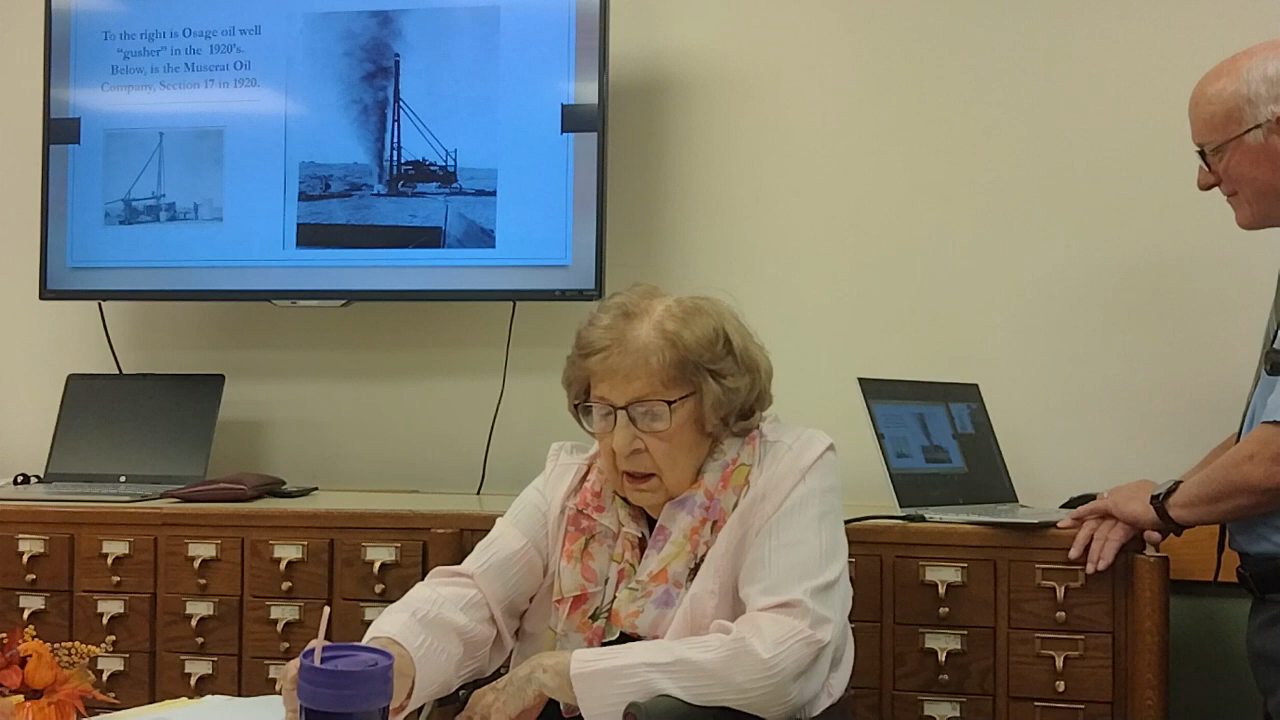 To the right is Osage oil well
"gusher" in the 1920's.
Below, is the Muscrat Oil
Company, Section 17 in 1920.